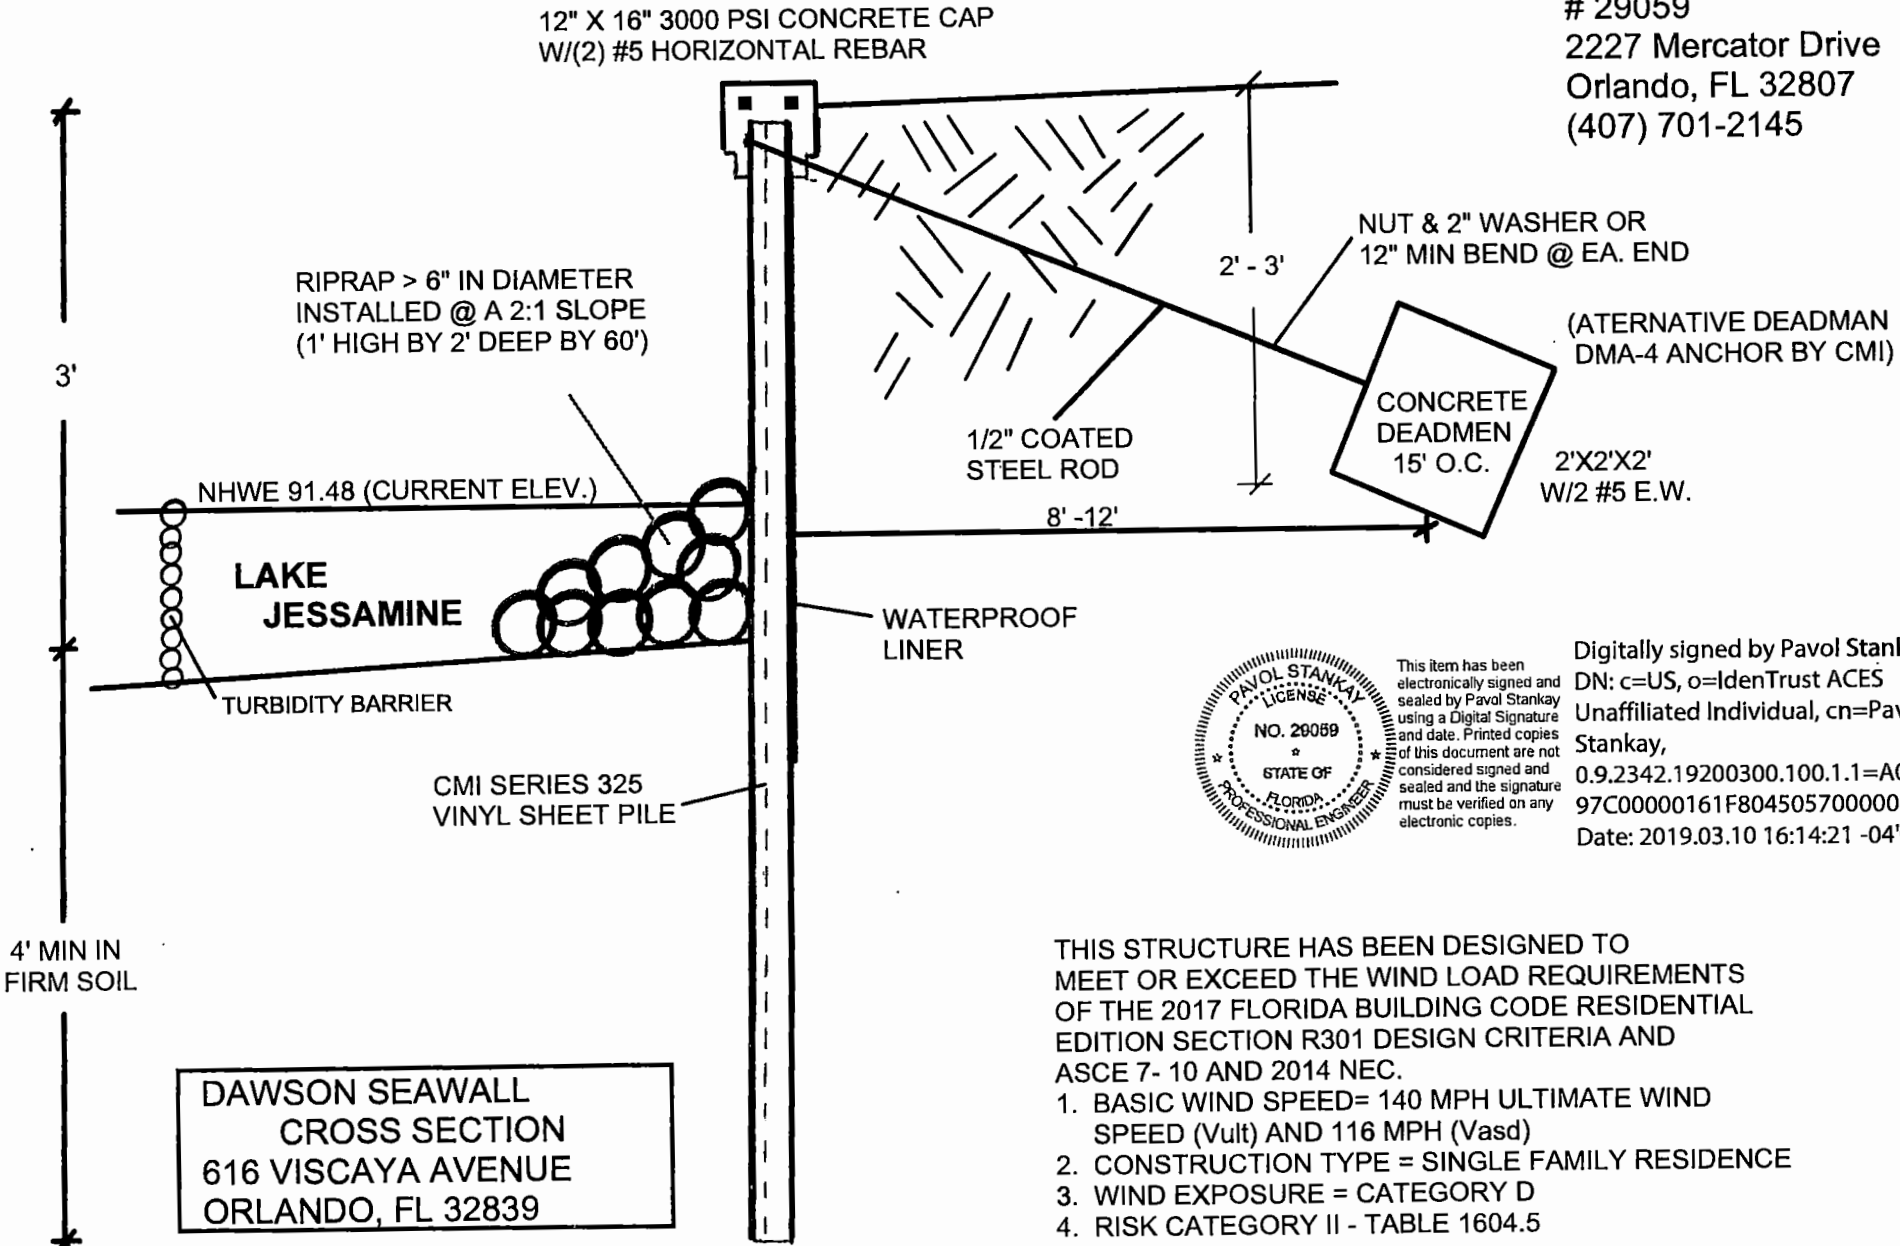 12" X 16" 3000 PSI CONCRETE CAP
W/(2) #5 HORIZONTAL REBAR
# 29059
2227 Mercator Drive
Orlando, FL 32807
(407) 701-2145
RIPRAP > 6" IN DIAMETER
INSTALLED @ A 2:1 SLOPE
(1' HIGH BY 2' DEEP BY 60')
3'
2' - 3'
NUT & 2" WASHER OR
12" MIN BEND @ EA. END
(ATERNATIVE DEADMAN
DMA-4 ANCHOR BY CMI)
CONCRETE
DEADMEN
15' O.C.
2'X2'X2'
W/2 #5 E.W.
1/2" COATED
STEEL ROD
8' -12'
NHWE 91.48 (CURRENT ELEV.)
LAKE
JESSAMINE
TURBIDITY BARRIER
WATERPROOF
LINER
CMI SERIES 325
VINYL SHEET PILE
4' MIN IN
FIRM SOIL
PAVOL STANKAY
LICENSE
NO. 29059
STATE OF
FLORIDA
PROFESSIONAL ENGINEER
This item has been
electronically signed and
sealed by Pavol Stankay
using a Digital Signature
and date. Printed copies
of this document are not
considered signed and
sealed and the signature
must be verified on any
electronic copies.
Digitally signed by Pavol
DN: c=US, o=IdenTrust ACES
Unaffiliated Individual,
Stankay,
Date: 2019.03.10 16:14:21 -04'
DAWSON SEAWALL
CROSS SECTION
616 VISCAYA AVENUE
ORLANDO, FL 32839
THIS STRUCTURE HAS BEEN DESIGNED TO
MEET OR EXCEED THE WIND LOAD REQUIREMENTS
OF THE 2017 FLORIDA BUILDING CODE RESIDENTIAL
EDITION SECTION R301 DESIGN CRITERIA AND
ASCE 7- 10 AND 2014 NEC.
1. BASIC WIND SPEED= 140 MPH ULTIMATE WIND
SPEED (Vult) AND 116 MPH (Vasd)
2. CONSTRUCTION TYPE = SINGLE FAMILY RESIDENCE
3. WIND EXPOSURE = CATEGORY D
4. RISK CATEGORY II - TABLE 1604.5